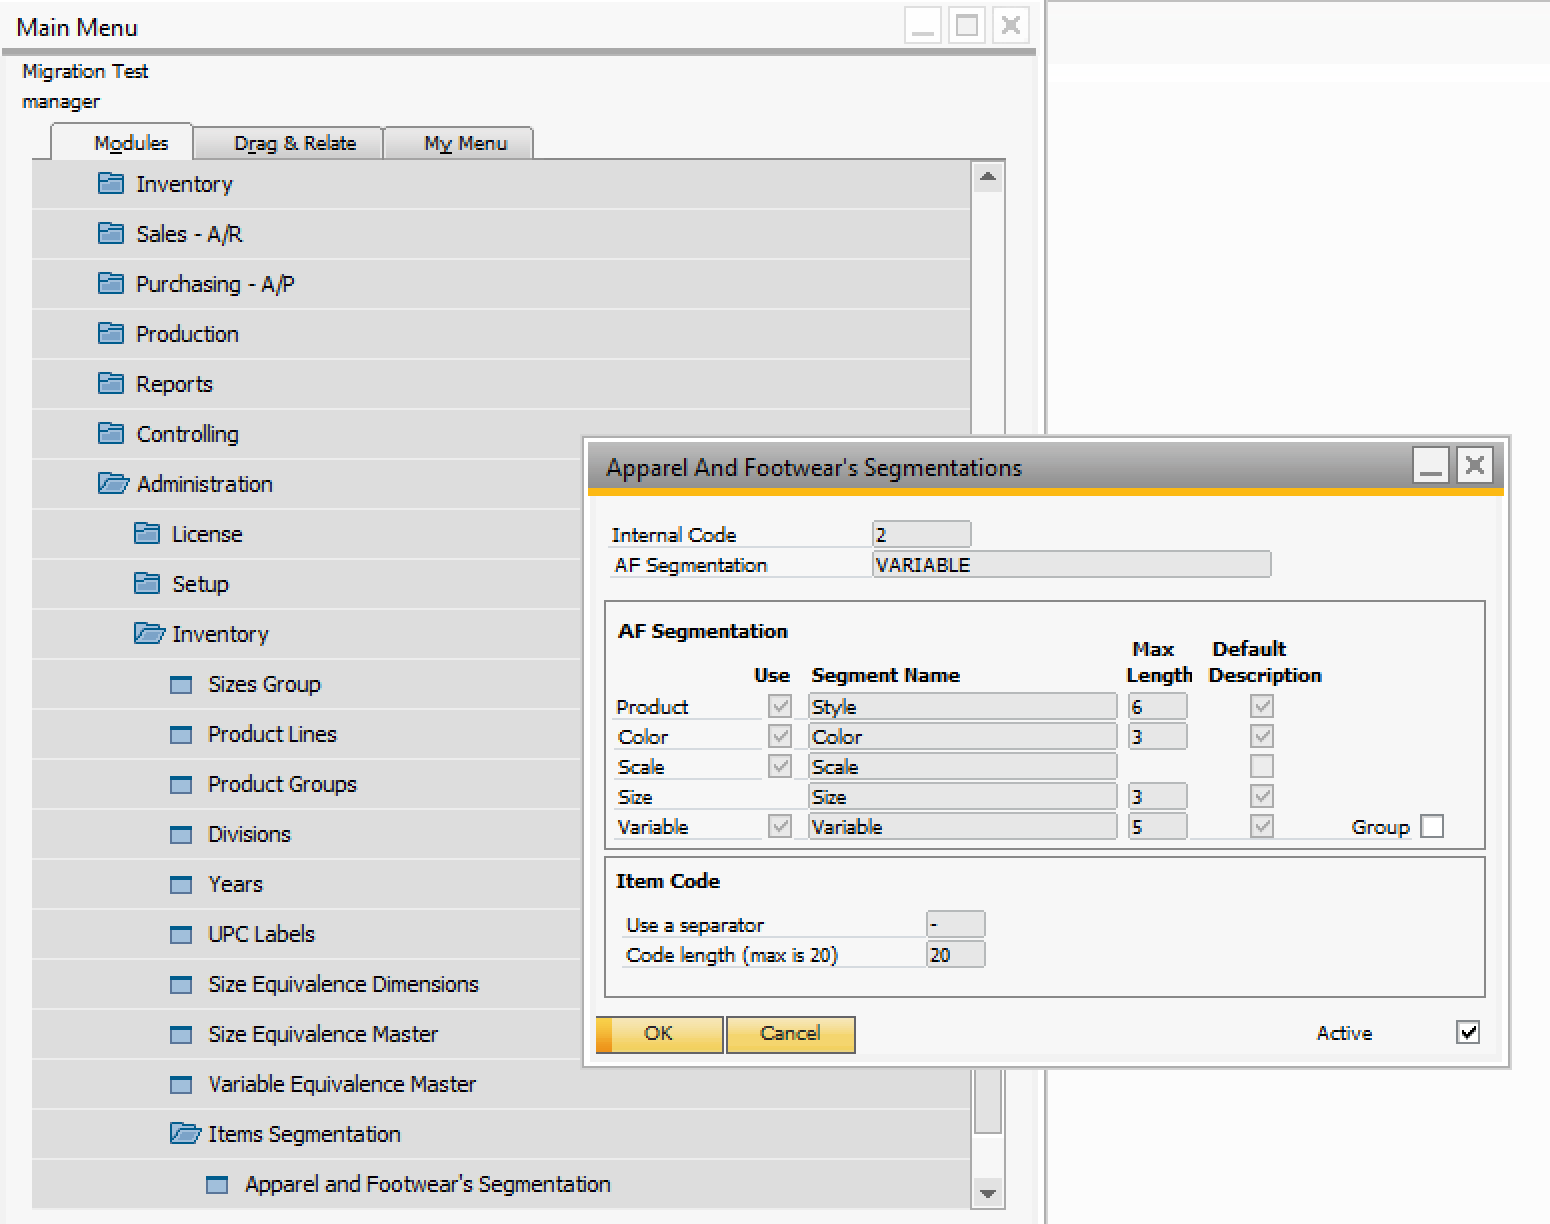 Main Menu
Migration Test
manager
Modules
Drag & Relate
My Menu
Inventory
Sales - A/R
Purchasing - A/P
Production
Reports
Controlling
Administration
License
Setup
Inventory
Sizes Group
Product Lines
Product Groups
Divisions
Years
UPC Labels
Size Equivalence Dimensions
Size Equivalence Master
Variable Equivalence Master
Items Segmentation
Apparel and Footwear's Segmentation
Apparel And Footwear's Segmentations
Internal Code 2
AF Segmentation VARIABLE
AF Segmentation
Max Default
Use Segment Name Length Description
Product Style 6
Color Color 3
Scale Scale
Size Size 3
Variable Variable 5 Group
Item Code
Use a separator -
Code length (max is 20) 20
OK Cancel Active